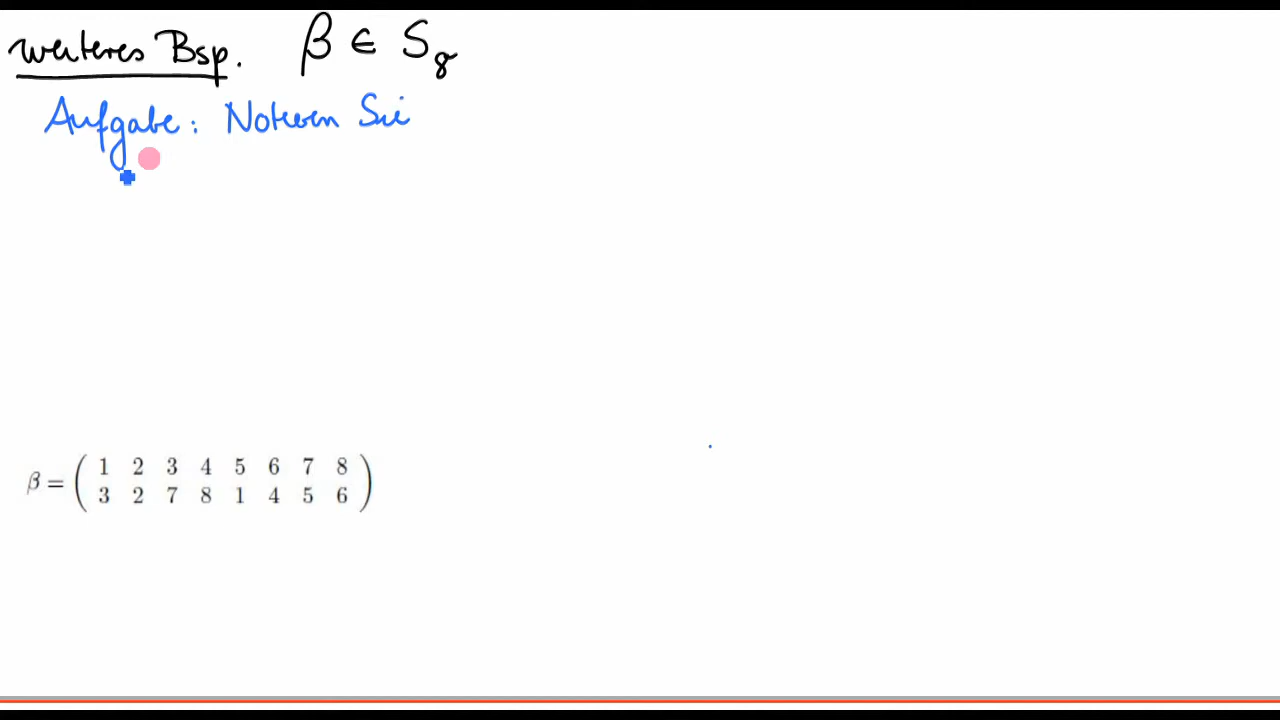 weiteres Bsp. β ∈ S₈
Aufgabe: Notieren Sie
β = ( 1 2 3 4 5 6 7 8
3 2 7 8 1 4 5 6 )